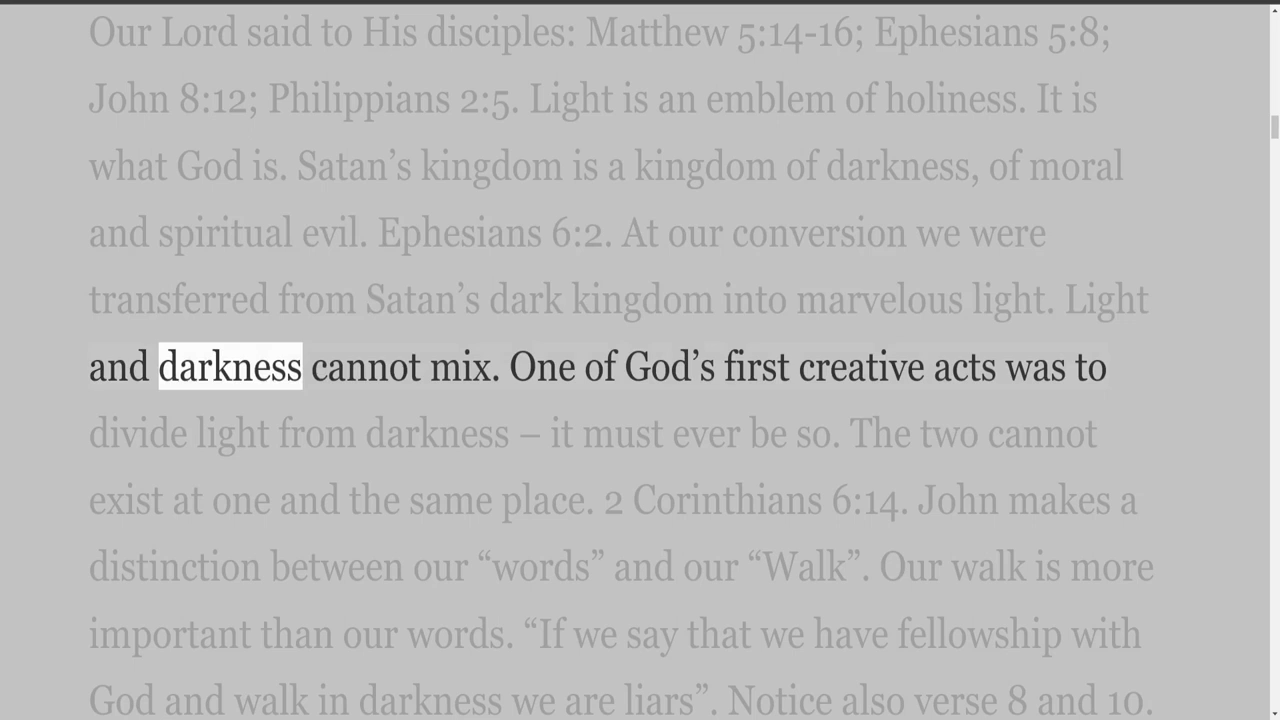 Our Lord said to His disciples: Matthew 5:14-16; Ephesians 5:8;
John 8:12; Philippians 2:5. Light is an emblem of holiness. It is
what God is. Satan’s kingdom is a kingdom of darkness, of moral
and spiritual evil. Ephesians 6:2. At our conversion we were
transferred from Satan’s dark kingdom into marvelous light. Light
and darkness cannot mix. One of God’s first creative acts was to
divide light from darkness – it must ever be so. The two cannot
exist at one and the same place. 2 Corinthians 6:14. John makes a
distinction between our “words” and our “Walk”. Our walk is more
important than our words. “If we say that we have fellowship with
God and walk in darkness we are liars”. Notice also verse 8 and 10.